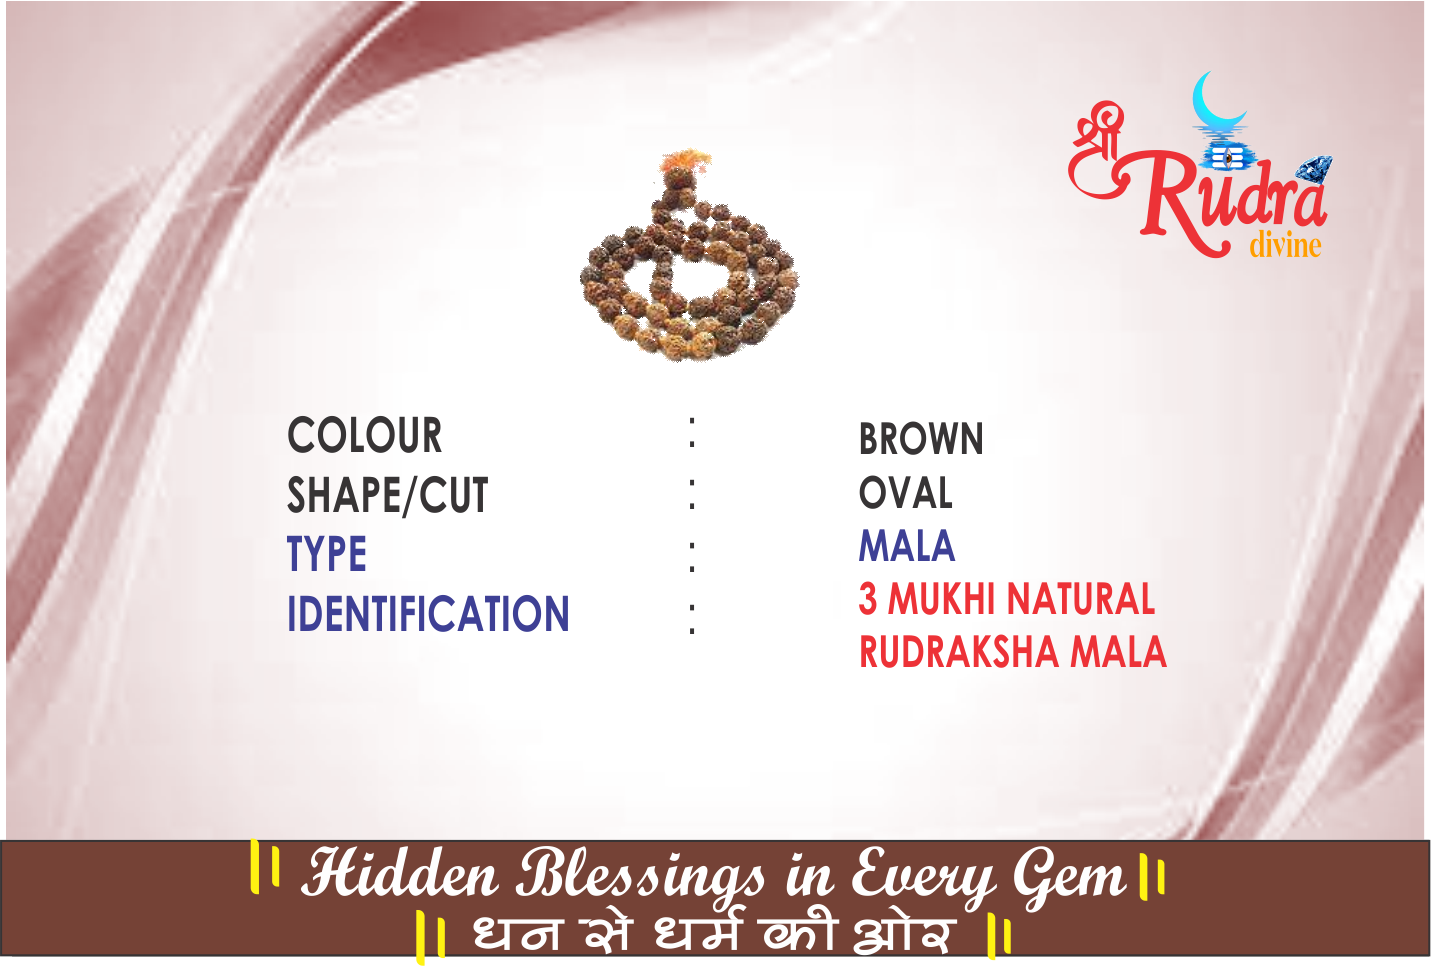 श्री Rudra
divine
COLOUR : BROWN
SHAPE/CUT : OVAL
TYPE : MALA
IDENTIFICATION : 3 MUKHI NATURAL
RUDRAKSHA MALA
|| Hidden Blessings in Every Gem ||
|| धन से धर्म की ओर ||